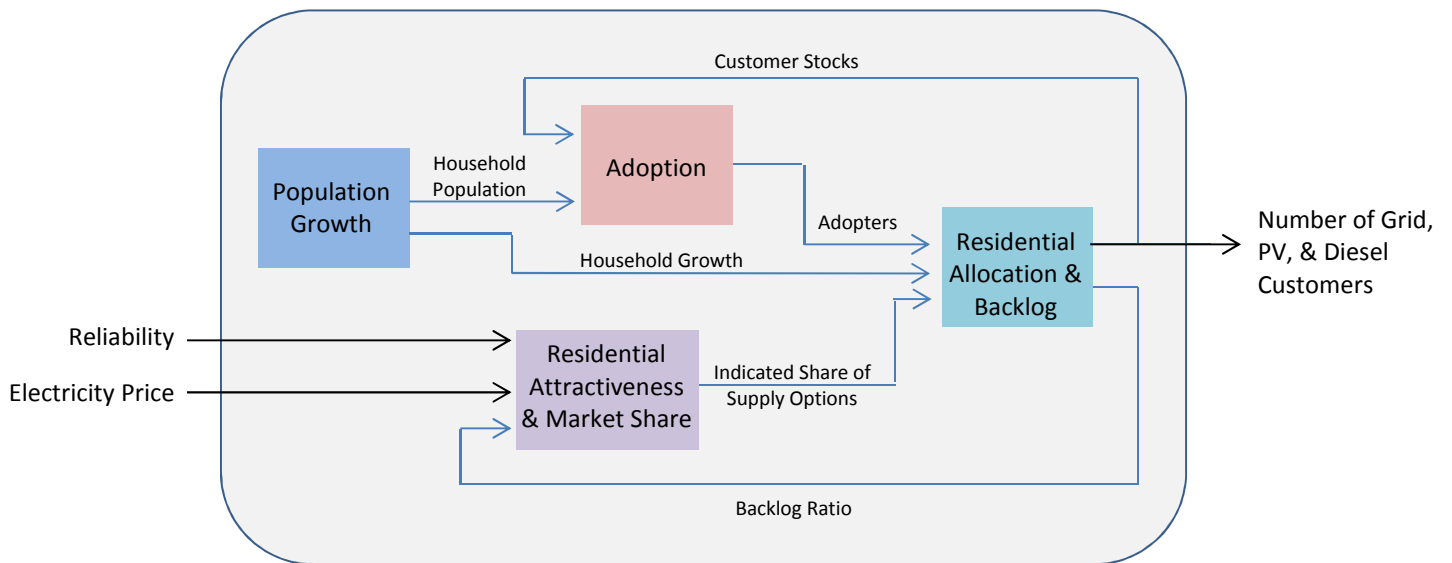 Customer Stocks
Household
Population
Adoption
Population
Growth
Adopters
Household Growth
Residential
Allocation &
Backlog
Number of Grid,
PV, & Diesel
Customers
Reliability
Electricity Price
Residential
Attractiveness
& Market Share
Indicated Share of
Supply Options
Backlog Ratio